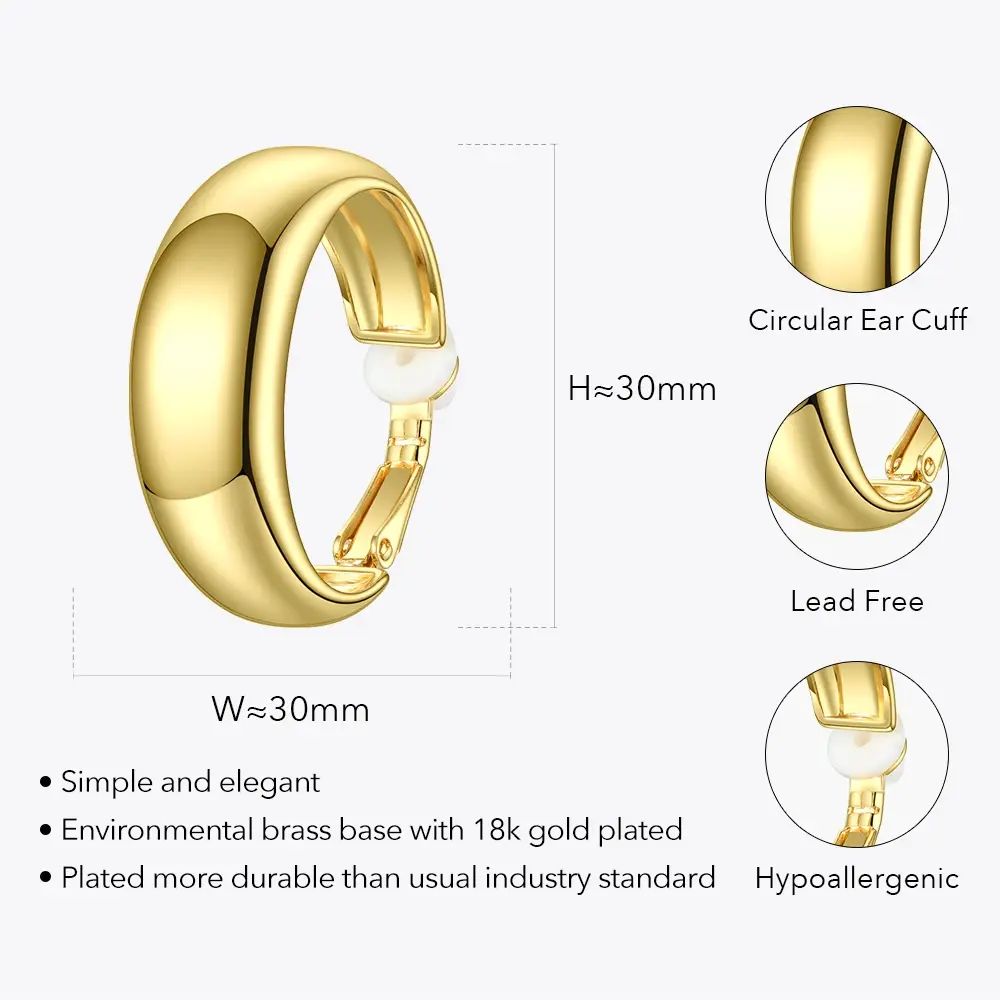 H≈30mm
W≈30mm
Circular Ear Cuff
Lead Free
Hypoallergenic
• Simple and elegant
• Environmental brass base with 18k gold plated
• Plated more durable than usual industry standard